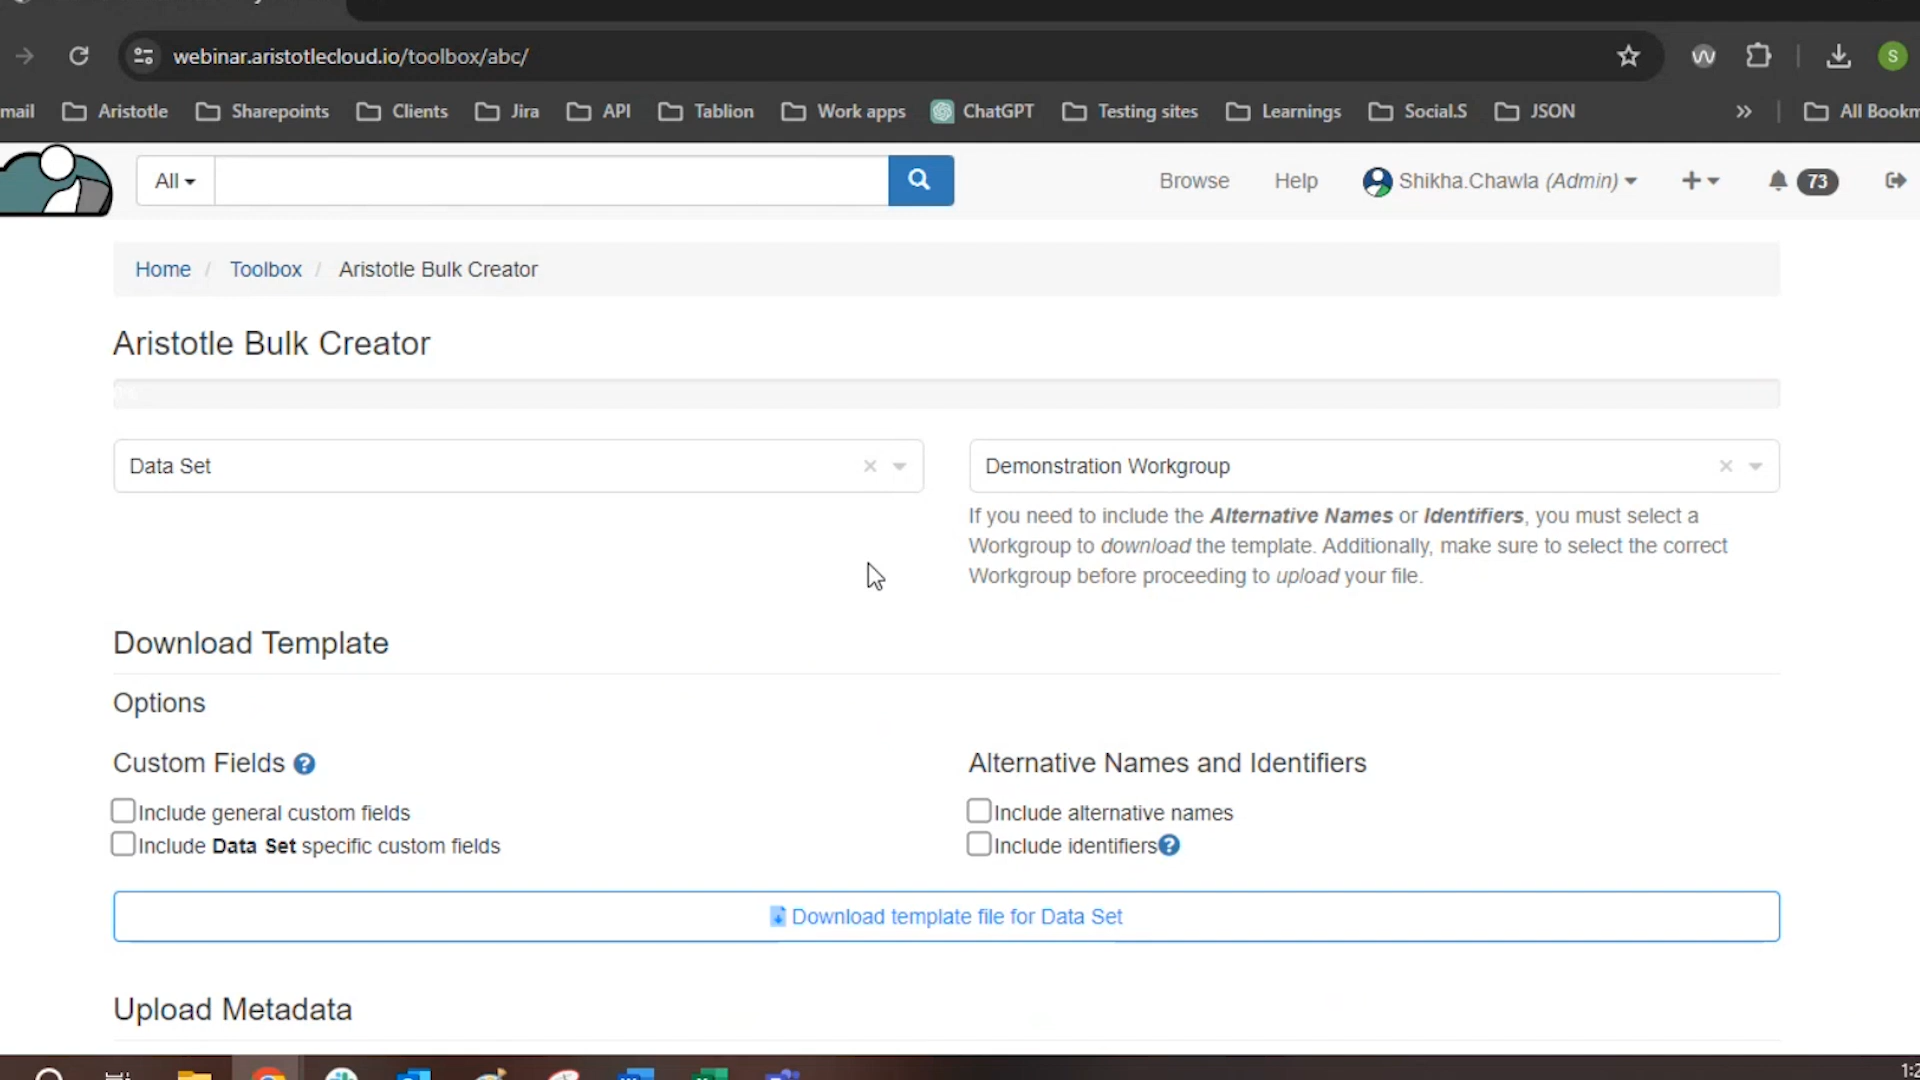 webinar.aristotlecloud.io/toolbox/abc/
S
mail Aristotle Sharepoints Clients Jira API Tablion Work apps ChatGPT Testing sites Learnings Social.S JSON » All Bookm
All Browse Help Shikha.Chawla (Admin) 73
Home / Toolbox / Aristotle Bulk Creator
Aristotle Bulk Creator
Data Set
Demonstration Workgroup
If you need to include the Alternative Names or Identifiers, you must select a
Workgroup to download the template. Additionally, make sure to select the correct
Workgroup before proceeding to upload your file.
Download Template
Options
Custom Fields
Include general custom fields
Include Data Set specific custom fields
Alternative Names and Identifiers
Include alternative names
Include identifiers
Download template file for Data Set
Upload Metadata